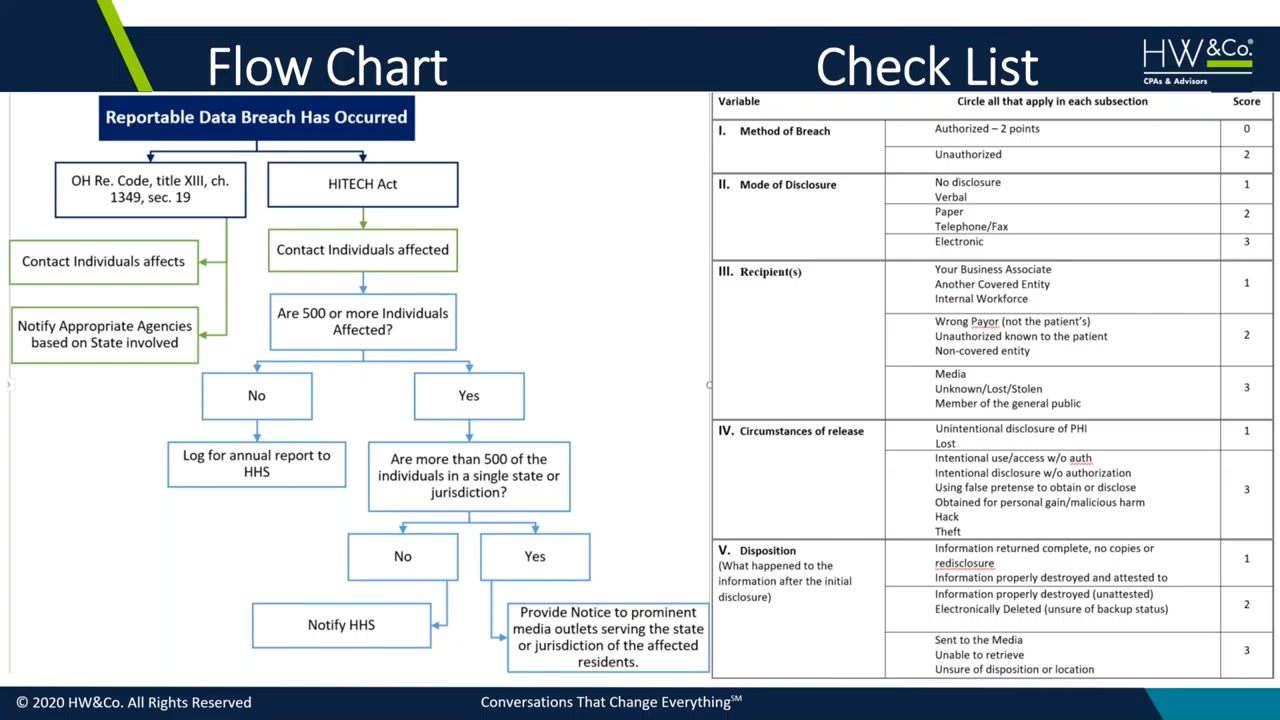 Flow Chart
Check List
HW&Co.®
CPAs & Advisors
Reportable Data Breach Has Occurred
OH Re. Code, title XIII, ch.
1349, sec. 19
HITECH Act
Contact Individuals affects
Contact Individuals affected
Notify Appropriate Agencies
based on State involved
Are 500 or more Individuals
Affected?
No
Yes
Log for annual report to
HHS
Are more than 500 of the
individuals in a single state or
jurisdiction?
No
Yes
Notify HHS
Provide Notice to prominent
media outlets serving the state
or jurisdiction of the affected
residents.
Variable
Circle all that apply in each subsection
Score
I. Method of Breach
Authorized – 2 points
0
Unauthorized
2
II. Mode of Disclosure
No disclosure
Verbal
1
Paper
Telephone/Fax
2
Electronic
3
III. Recipient(s)
Your Business Associate
Another Covered Entity
Internal Workforce
1
Wrong Payor (not the patient's)
Unauthorized known to the patient
Non-covered entity
2
Media
Unknown/Lost/Stolen
Member of the general public
3
IV. Circumstances of release
Unintentional disclosure of PHI
Lost
1
Intentional use/access w/o auth
Intentional disclosure w/o authorization
Using false pretense to obtain or disclose
Obtained for personal gain/malicious harm
Hack
Theft
3
V. Disposition
(What happened to the
information after the initial
disclosure)
Information returned complete, no copies or
redisclosure
Information properly destroyed and attested to
1
Information properly destroyed (unattested)
Electronically Deleted (unsure of backup status)
2
Sent to the Media
Unable to retrieve
Unsure of disposition or location
3
© 2020 HW&Co. All Rights Reserved
Conversations That Change Everything℠